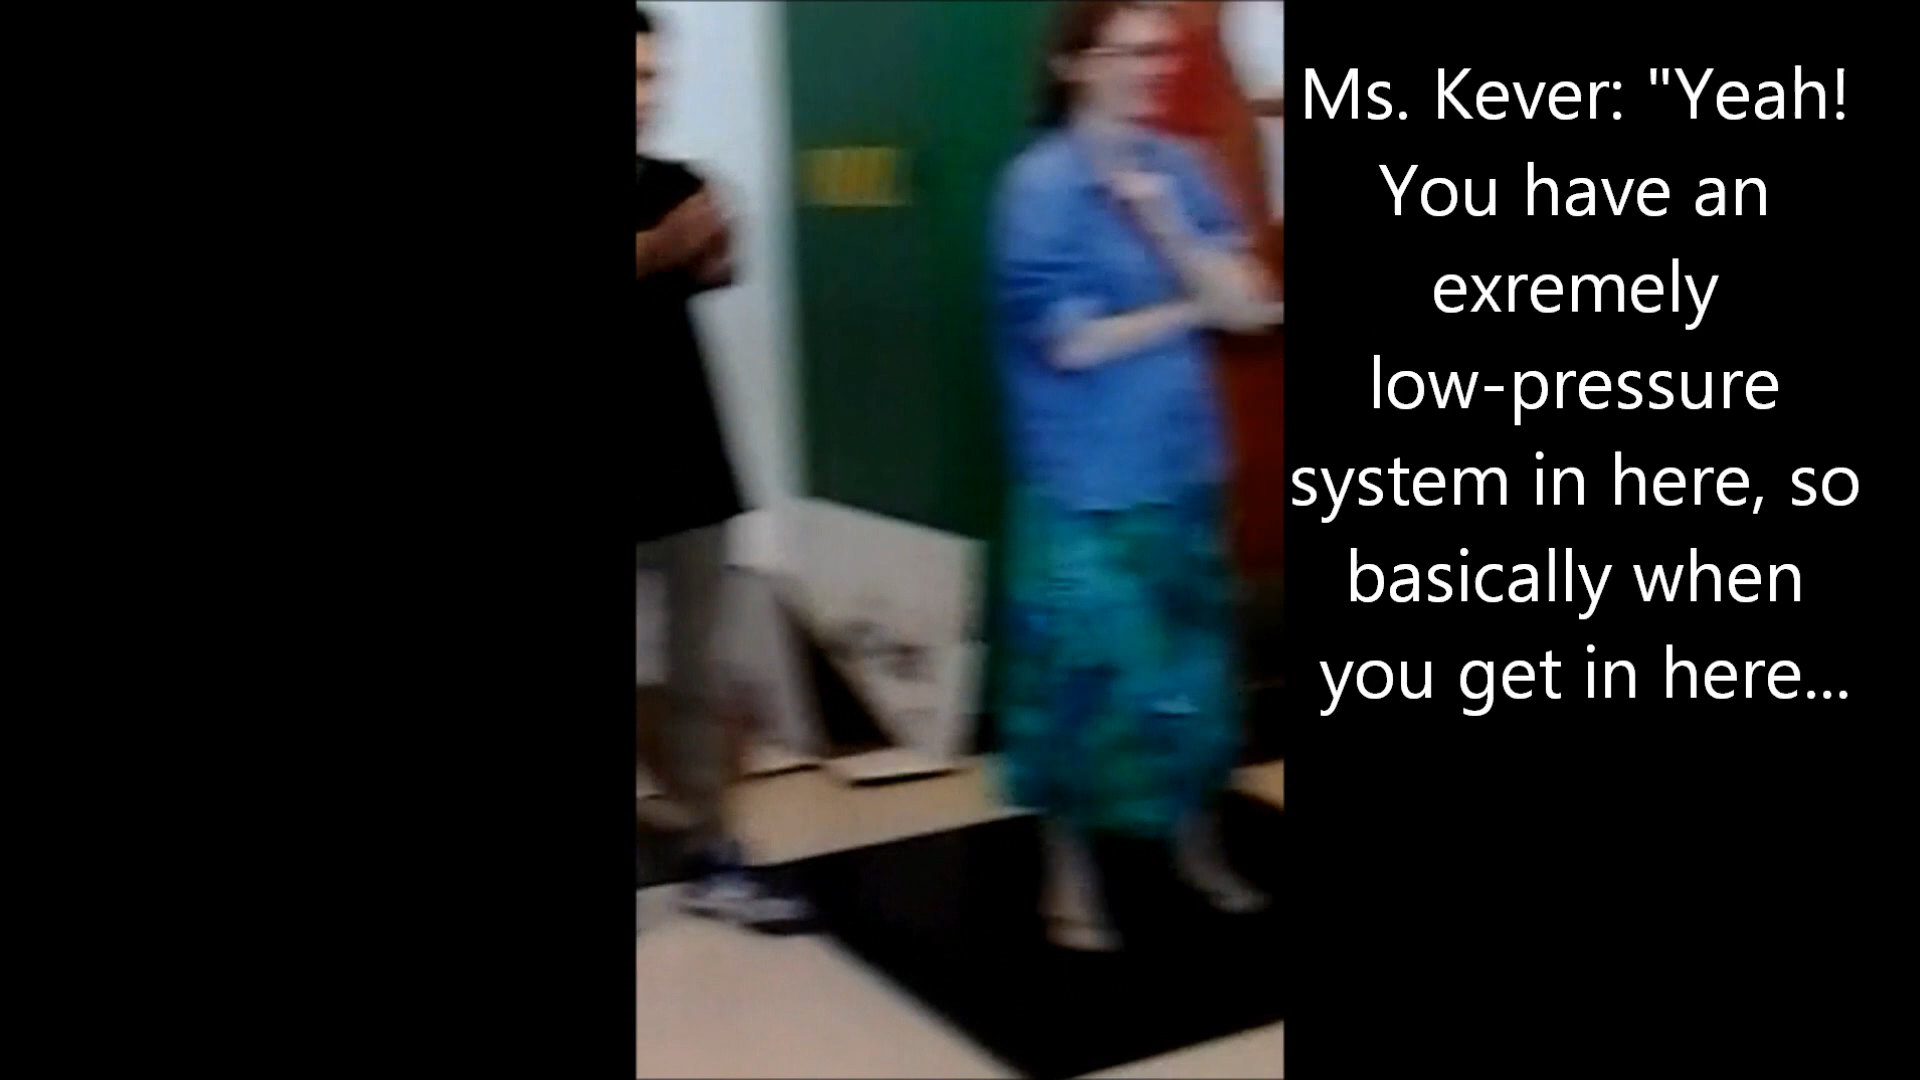 Ms. Kever: "Yeah!
You have an
exremely
low-pressure
system in here, so
basically when
you get in here...